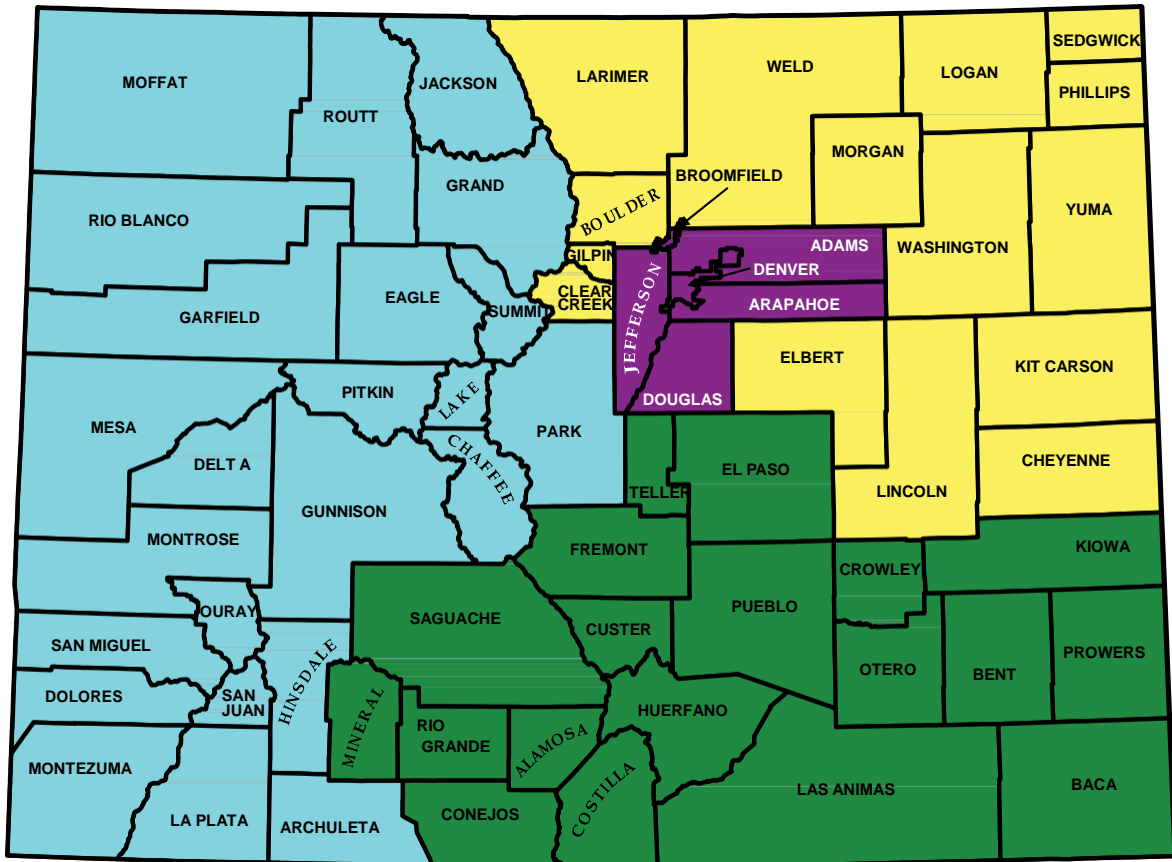 SEDGWICK
MOFFAT
JACKSON
LARIMER
WELD
LOGAN
PHILLIPS
ROUTT
MORGAN
BROOMFIELD
GRAND
BOULDER
YUMA
RIO BLANCO
WASHINGTON
ADAMS
GILPIN
DENVER
CLEAR
CREEK
EAGLE
SUMMIT
JEFFERSON
ARAPAHOE
GARFIELD
ELBERT
KIT CARSON
PITKIN
LAKE
DOUGLAS
MESA
PARK
CHAFFEE
DELT A
EL PASO
CHEYENNE
TELLER
LINCOLN
GUNNISON
MONTROSE
FREMONT
KIOWA
CROWLEY
OURAY
SAGUACHE
PUEBLO
CUSTER
SAN MIGUEL
HINSDALE
OTERO
BENT
PROWERS
DOLORES
SAN
JUAN
MINERAL
RIO
GRANDE
ALAMOSA
HUERFANO
MONTEZUMA
COSTILLA
LAS ANIMAS
BACA
LA PLATA
ARCHULETA
CONEJOS